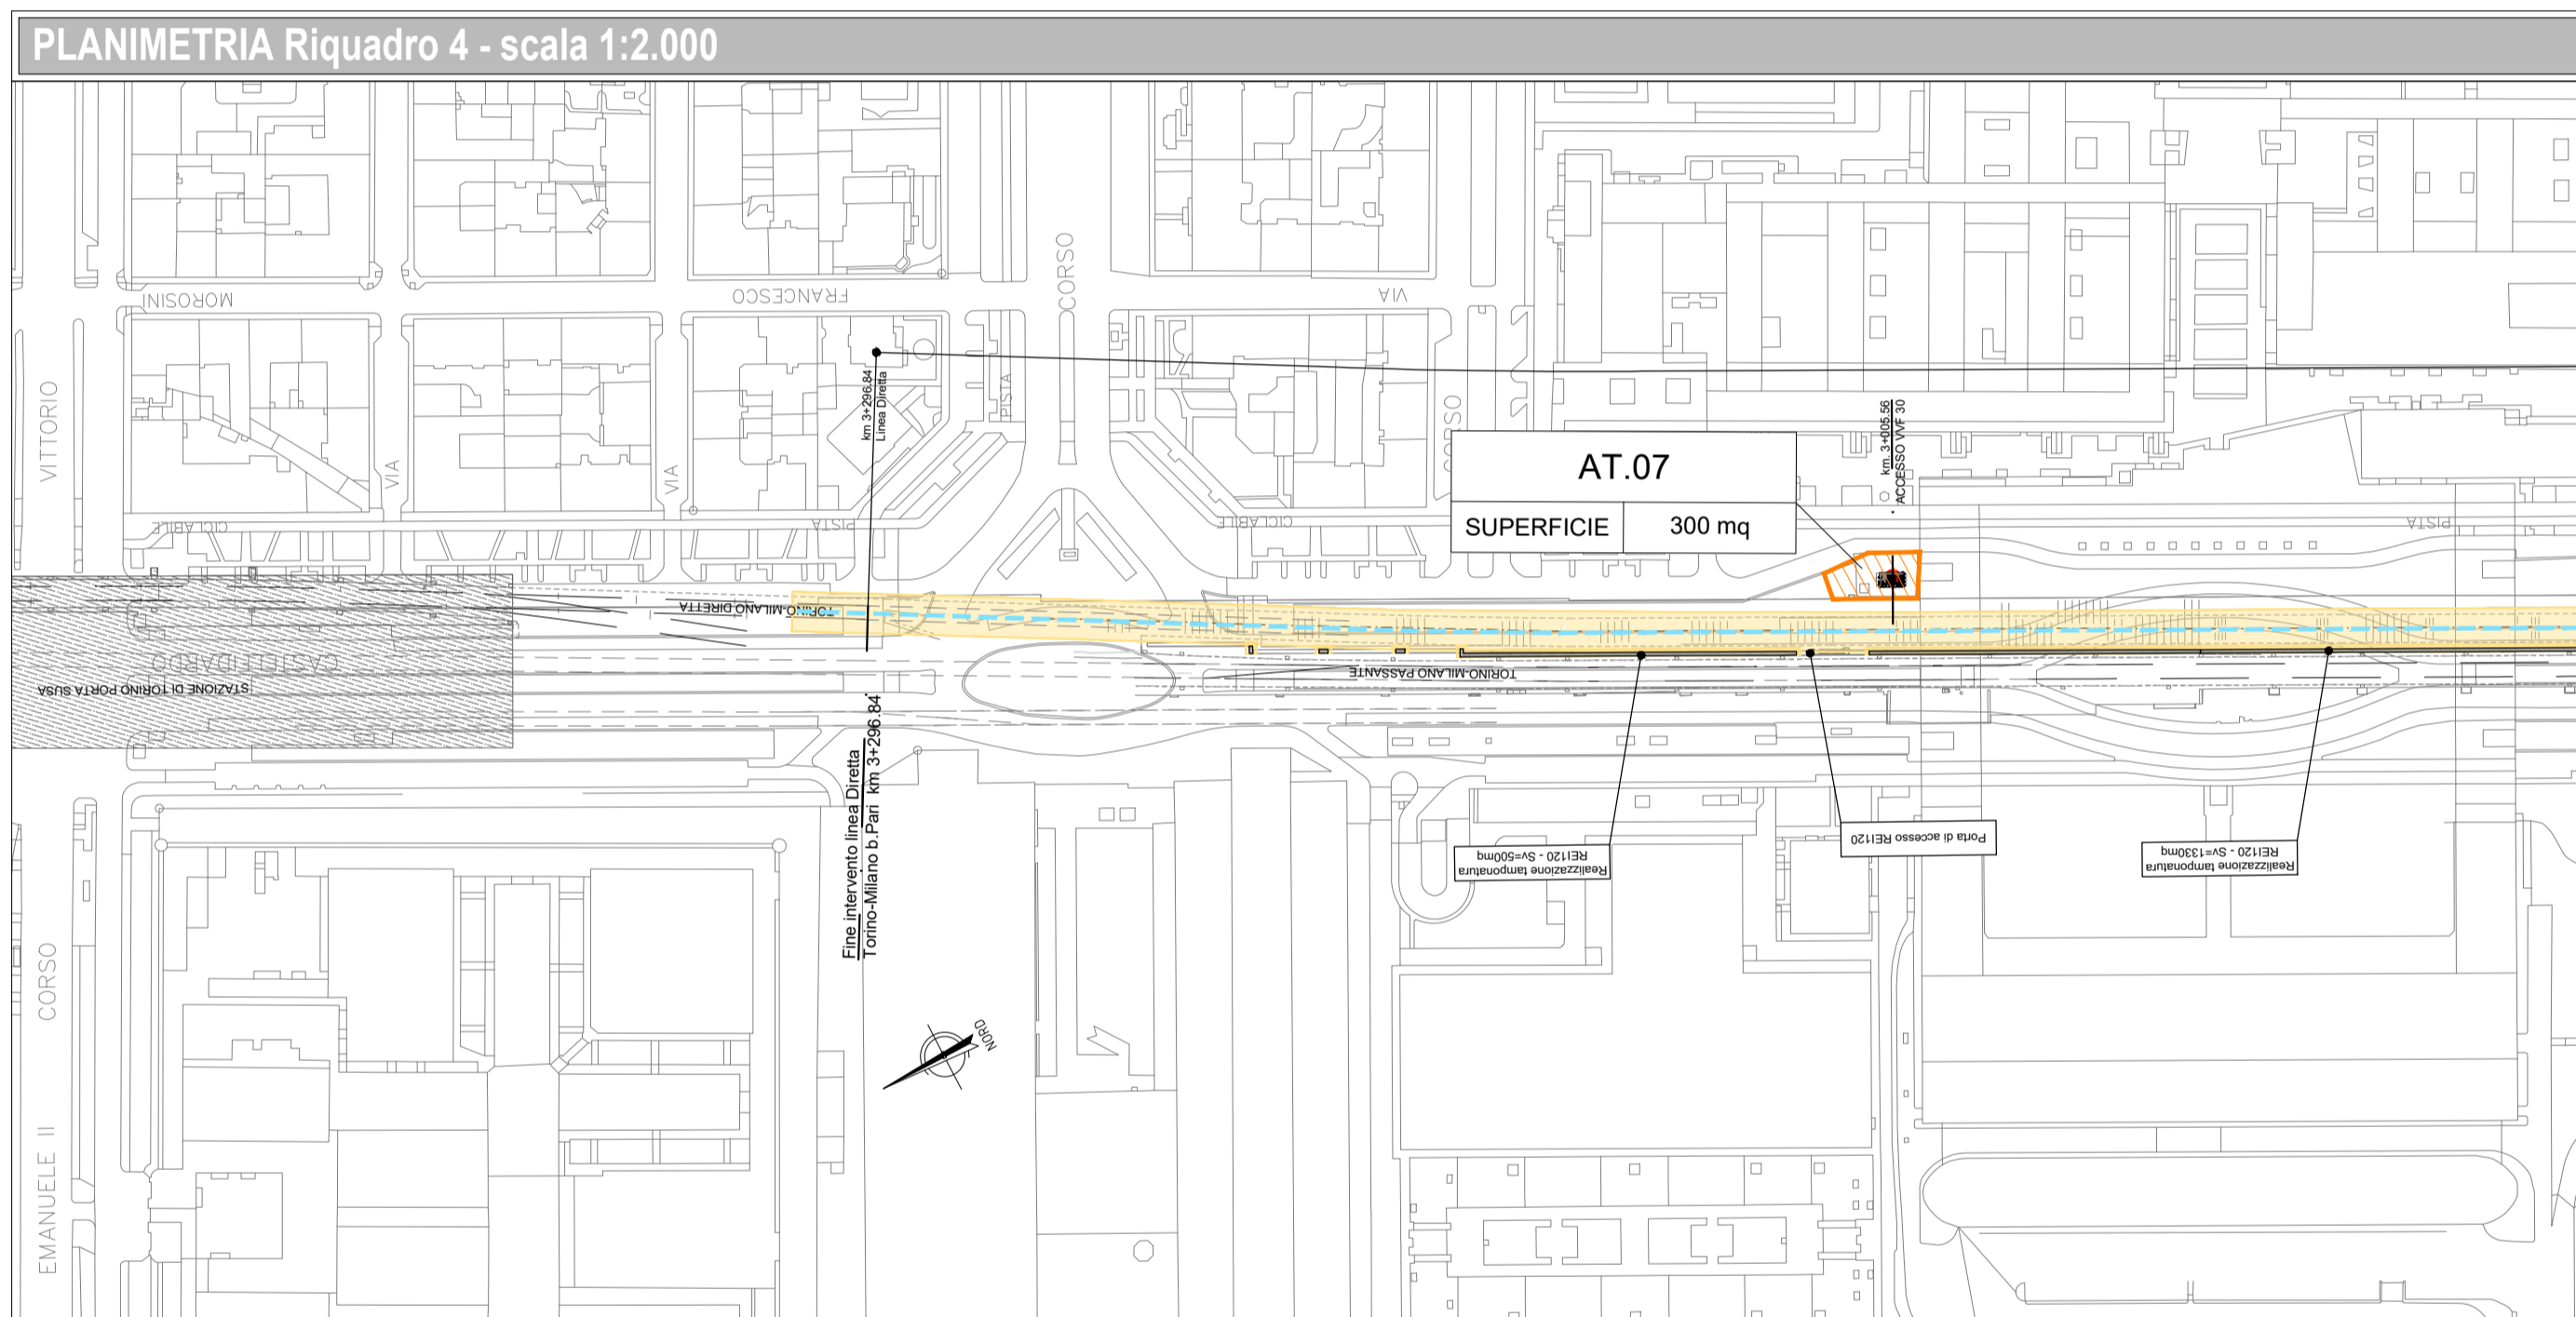 PLANIMETRIA Riquadro 4 - scala 1:2.000
MOROSINI
FRANCESCO
CORSO
VIA
VITTORIO
VIA
VIA
km 3+296.84
Linea Diretta
PISA
CORSO
km. 3+005.56
ACCESSO VVF 30
AT.07
SUPERFICIE
300 mq
CICLABILE
PISTA
CICLABILE
PISTA
TORINO-MILANO DIRETTA
CASTELFIDARDO
STAZIONE DI TORINO PORTA SUSA
TORINO-MILANO PASSANTE
Fine intervento linea Diretta
Torino-Milano b.Pari km 3+296.84
Realizzazione tamponatura
REI120 - Sv=500mq
Porta di accesso REI120
Realizzazione tamponatura
REI120 - Sv=1330mq
NORD
CORSO
EMANUELE II